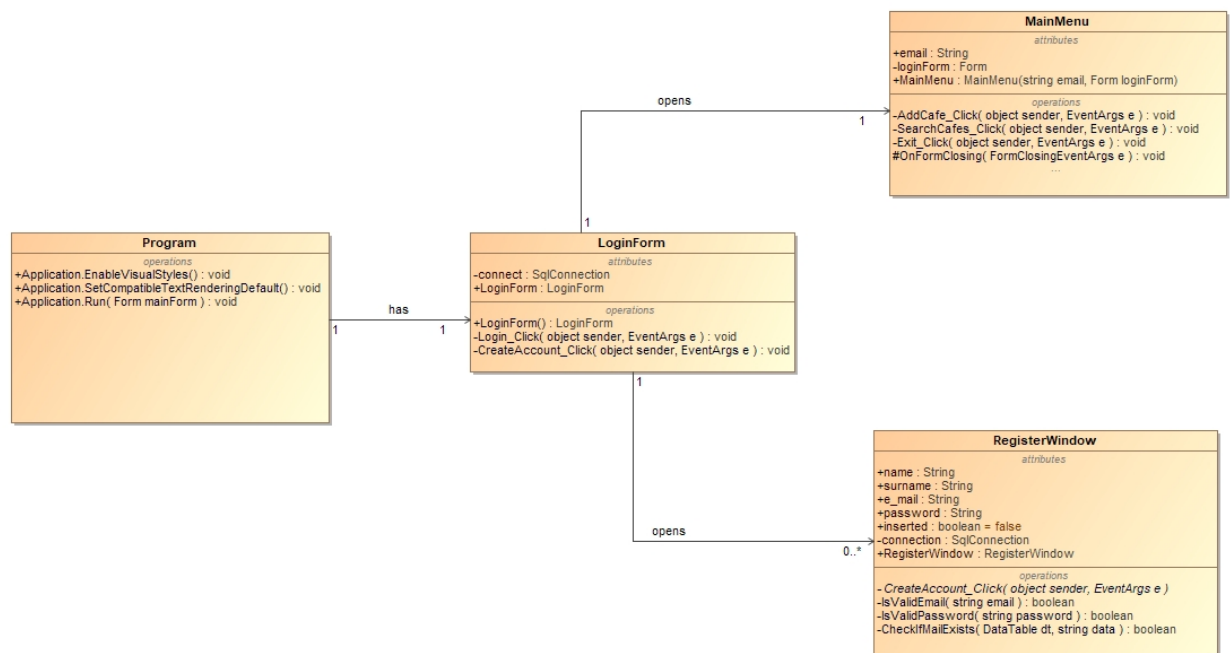 MainMenu
attributes
+email : String
-loginForm : Form
+MainMenu : MainMenu(string email, Form loginForm)
operations
-AddCafe_Click( object sender, EventArgs e ) : void
-SearchCafes_Click( object sender, EventArgs e ) : void
-Exit_Click( object sender, EventArgs e ) : void
#OnFormClosing( FormClosingEventArgs e ) : void
...
opens
1
1
Program
operations
+Application.EnableVisualStyles() : void
+Application.SetCompatibleTextRenderingDefault() : void
+Application.Run( Form mainForm ) : void
has
1
1
LoginForm
attributes
-connect : SqlConnection
+LoginForm : LoginForm
operations
+LoginForm() : LoginForm
-Login_Click( object sender, EventArgs e ) : void
-CreateAccount_Click( object sender, EventArgs e ) : void
1
opens
0..*
RegisterWindow
attributes
+name : String
+surname : String
+e_mail : String
+password : String
+inserted : boolean = false
-connection : SqlConnection
+RegisterWindow : RegisterWindow
operations
- CreateAccount_Click( object sender, EventArgs e )
-IsValidEmail( string email ) : boolean
-IsValidPassword( string password ) : boolean
-CheckIfMailExists( DataTable dt, string data ) : boolean